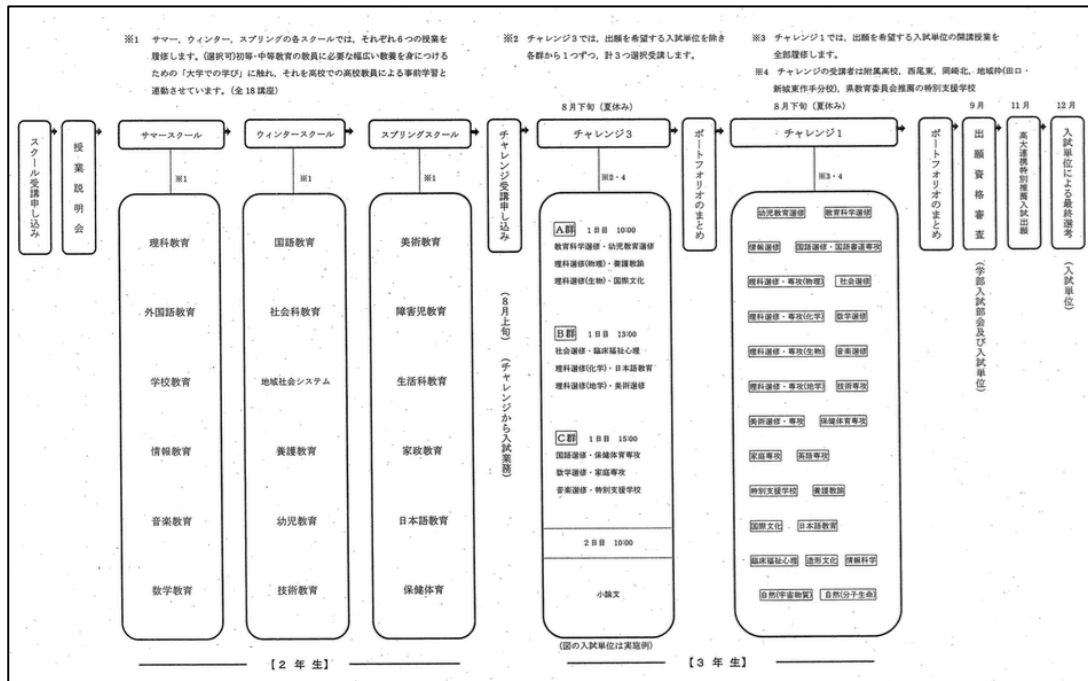 ※1 サマー、ウィンター、スプリングの各スクールでは、それぞれ6つの授業を
履修します。(選択可)初等・中等教育の教員に必要な幅広い教養を身につける
ための「大学での学び」に触れ、それを高校での高校教員による事前学習と
連動させています。(全18講座)
※2 チャレンジ3では、出願を希望する入試単位を除き
各群から1つずつ、計3つ選択受講します。
※3 チャレンジ1では、出願を希望する入試単位の開講授業を
全部履修します。
※4 チャレンジの受講者は附属高校、西尾東、岡崎北、地域枠(田口・
新城東作手分校)、県教育委員会推薦の特別支援学校
スクール受講申し込み
授業説明会
サマースクール
※1
理科教育
外国語教育
学校教育
情報教育
音楽教育
数学教育
ウィンタースクール
※1
国語教育
社会科教育
地域社会システム
養護教育
幼児教育
技術教育
スプリングスクール
※1
美術教育
障害児教育
生活科教育
家政教育
日本語教育
保健体育
【2年生】
チャレンジ受講申し込み
(8月上旬)(チャレンジから入試業務)
8月下旬(夏休み)
チャレンジ3
※2・4
A群 1日目 10:00
教育科学選修・幼児教育選修
理科選修(物理)・養護教諭
理科選修(生物)・国際文化
B群 1日目 13:00
社会選修・臨床福祉心理
理科選修(化学)・日本語教育
理科選修(地学)・美術選修
C群 1日目 15:00
国語選修・保健体育専攻
数学選修・家庭専攻
音楽選修・特別支援学校
2日目 10:00
小論文
(図の入試単位は実施例)
ポートフォリオのまとめ
8月下旬(夏休み)
チャレンジ1
※3・4
幼児教育選修 教育科学選修
情報選修 国語選修・国語書道専攻
理科選修・専攻(物理) 社会選修
理科選修・専攻(化学) 数学選修
理科選修・専攻(生物) 音楽選修
理科選修・専攻(地学) 技術専攻
美術選修・専攻 保健体育専攻
家庭専攻 英語専攻
特別支援学校 養護教諭
国際文化 日本語教育
臨床福祉心理 造形文化 情報科学
自然(宇宙物質) 自然(分子生命)
【3年生】
ポートフォリオのまとめ
9月
出願資格審査
(学部入試部会及び入試単位)
11月
高大連携特別推薦入試出願
12月
入試単位による最終選考
(入試単位)